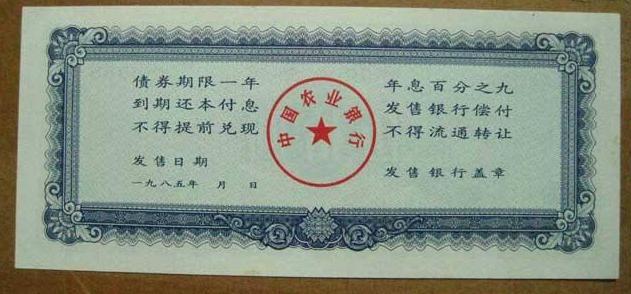 债券期限一年
到期还本付息
不得提前兑现
发售日期
一九八五年 月 日
中国农业银行
年息百分之九
发售银行偿付
不得流通转让
发售银行盖章